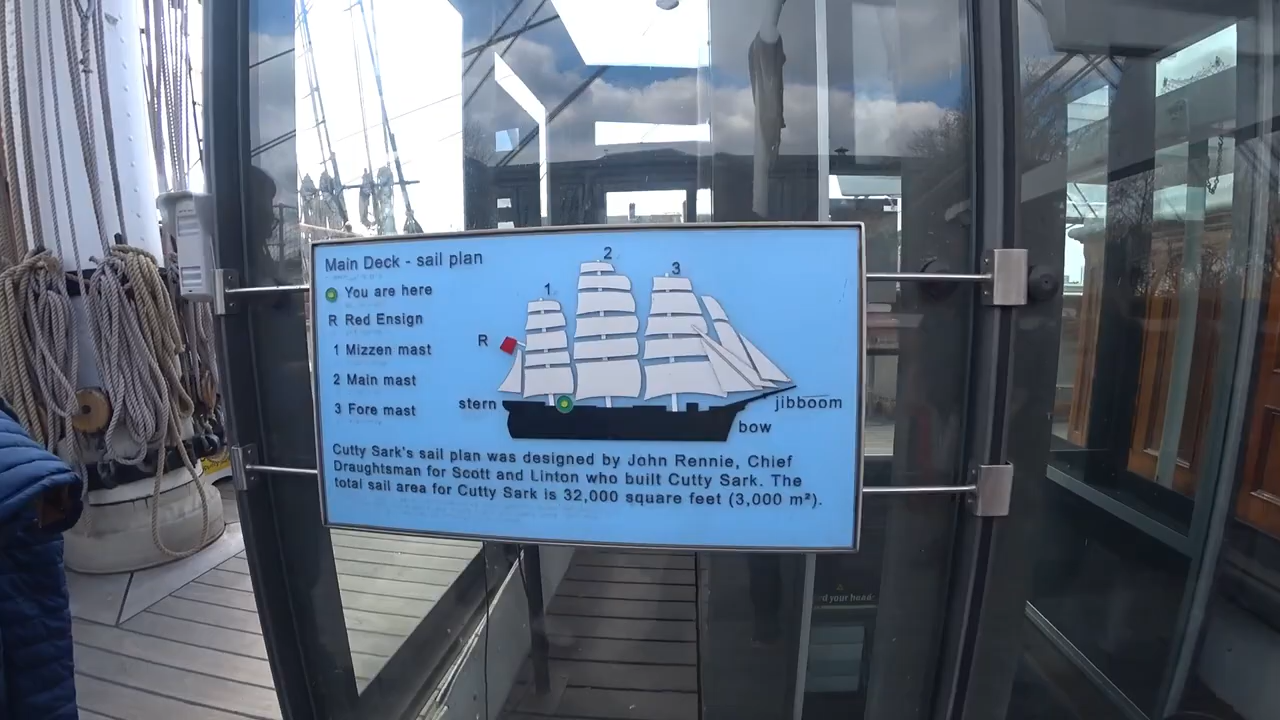 Main Deck - sail plan
You are here
R Red Ensign
1 Mizzen mast
2 Main mast
3 Fore mast
1
2
3
R
stern
jibboom
bow
Cutty Sark's sail plan was designed by John Rennie, Chief
Draughtsman for Scott and Linton who built Cutty Sark. The
total sail area for Cutty Sark is 32,000 square feet (3,000 m²).
your head